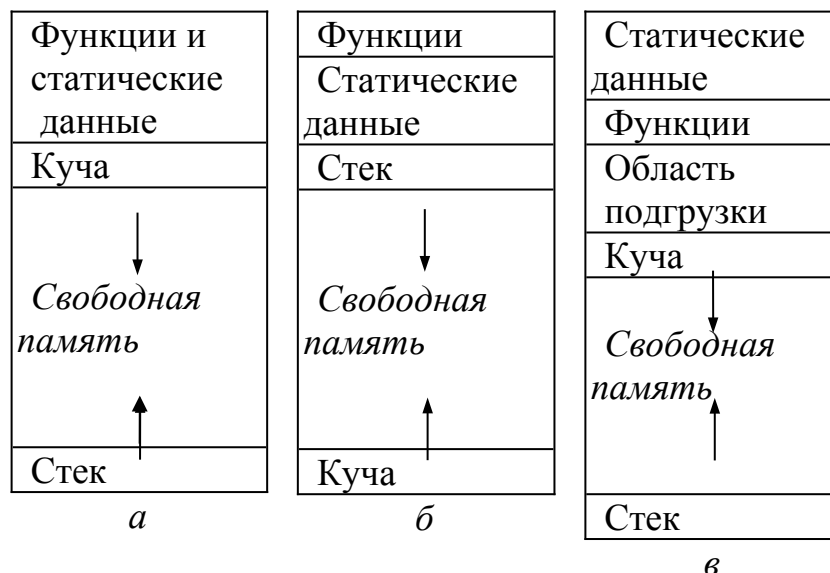 Функции и
статические
данные
Куча
Свободная
память
Стек
а
Функции
Статические
данные
Стек
Свободная
память
Куча
б
Статические
данные
Функции
Область
подгрузки
Куча
Свободная
память
Стек
в